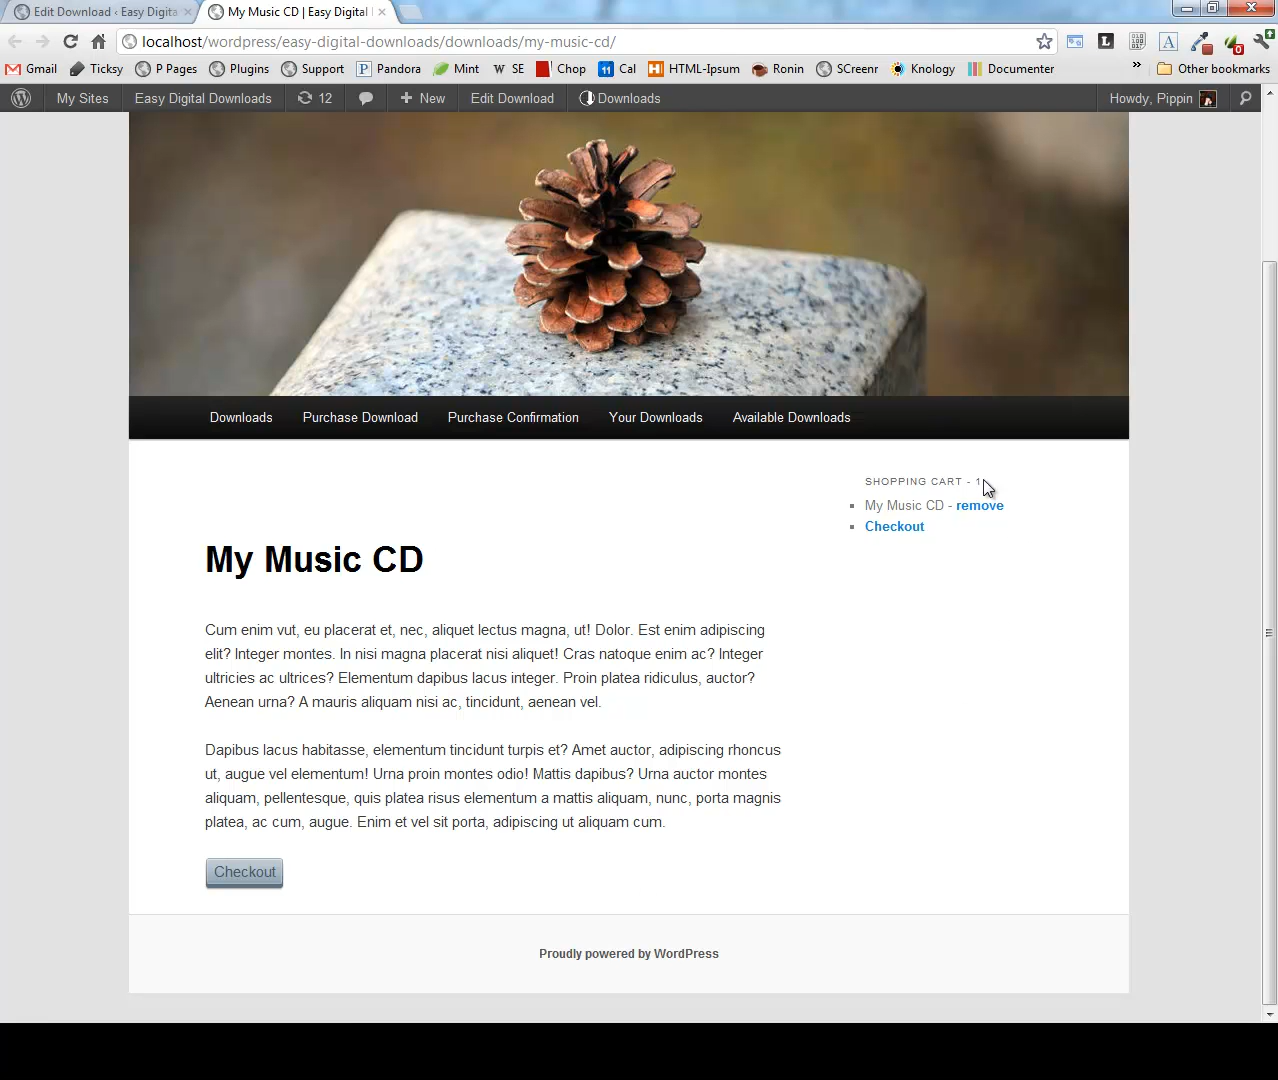 Edit Download ‹ Easy Digita
My Music CD | Easy Digital
localhost/wordpress/easy-digital-downloads/downloads/my-music-cd/
Gmail Ticksy P Pages Plugins Support Pandora Mint SE Chop Cal HTML-Ipsum Ronin SCreenr Knology Documenter » Other bookmarks
My Sites Easy Digital Downloads 12 New Edit Download Downloads Howdy, Pippin
Downloads Purchase Download Purchase Confirmation Your Downloads Available Downloads
SHOPPING CART - 1
My Music CD - remove
Checkout
My Music CD
Cum enim vut, eu placerat et, nec, aliquet lectus magna, ut! Dolor. Est enim adipiscing
elit? Integer montes. In nisi magna placerat nisi aliquet! Cras natoque enim ac? Integer
ultricies ac ultrices? Elementum dapibus lacus integer. Proin platea ridiculus, auctor?
Aenean urna? A mauris aliquam nisi ac, tincidunt, aenean vel.
Dapibus lacus habitasse, elementum tincidunt turpis et? Amet auctor, adipiscing rhoncus
ut, augue vel elementum! Urna proin montes odio! Mattis dapibus? Urna auctor montes
aliquam, pellentesque, quis platea risus elementum a mattis aliquam, nunc, porta magnis
platea, ac cum, augue. Enim et vel sit porta, adipiscing ut aliquam cum.
Checkout
Proudly powered by WordPress